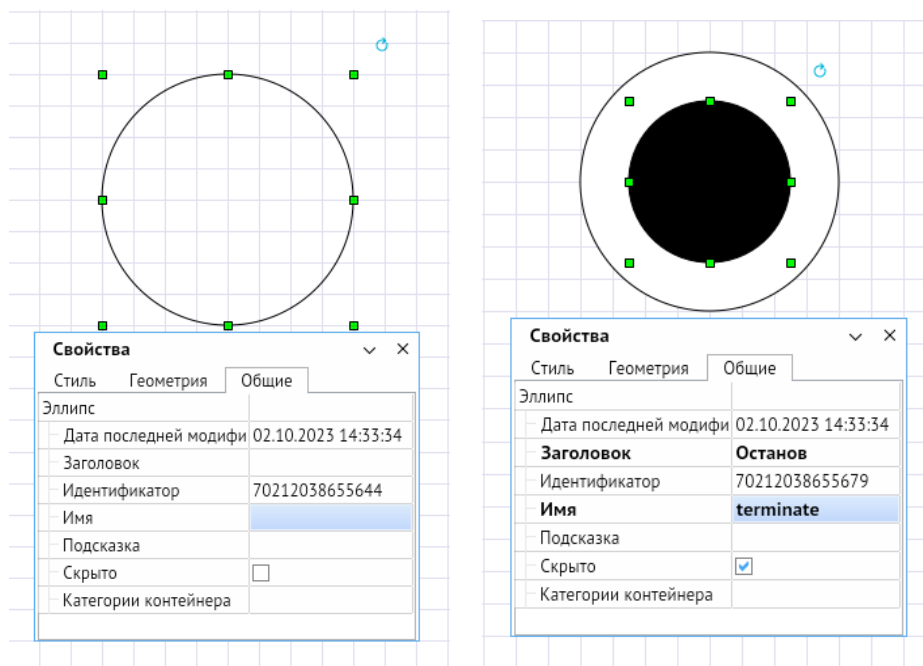 Свойства
Стиль Геометрия Общие
Эллипс
Дата последней модифи 02.10.2023 14:33:34
Заголовок
Идентификатор 70212038655644
Имя
Подсказка
Скрыто
Категории контейнера
Свойства
Стиль Геометрия Общие
Эллипс
Дата последней модифи 02.10.2023 14:33:34
Заголовок Останов
Идентификатор 70212038655679
Имя terminate
Подсказка
Скрыто
Категории контейнера